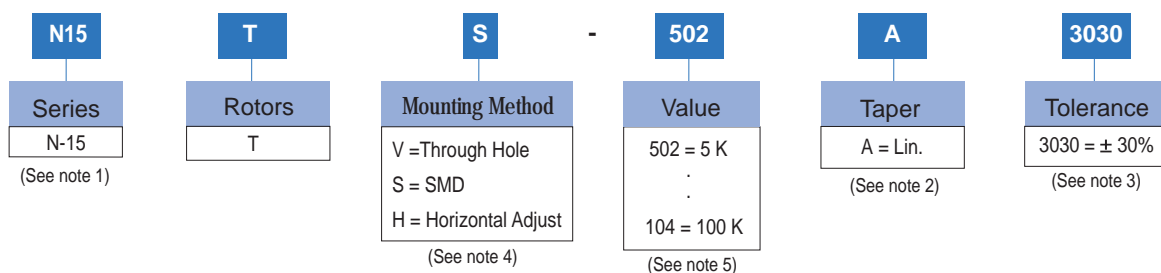 N15 T S - 502 A 3030
Series Rotors Mounting Method Value Taper Tolerance
N-15 T V =Through Hole 502 = 5 K A = Lin. 3030 = ± 30%
(See note 1) S = SMD . (See note 2) (See note 3)
.
H = Horizontal Adjust 104 = 100 K
(See note 4) (See note 5)